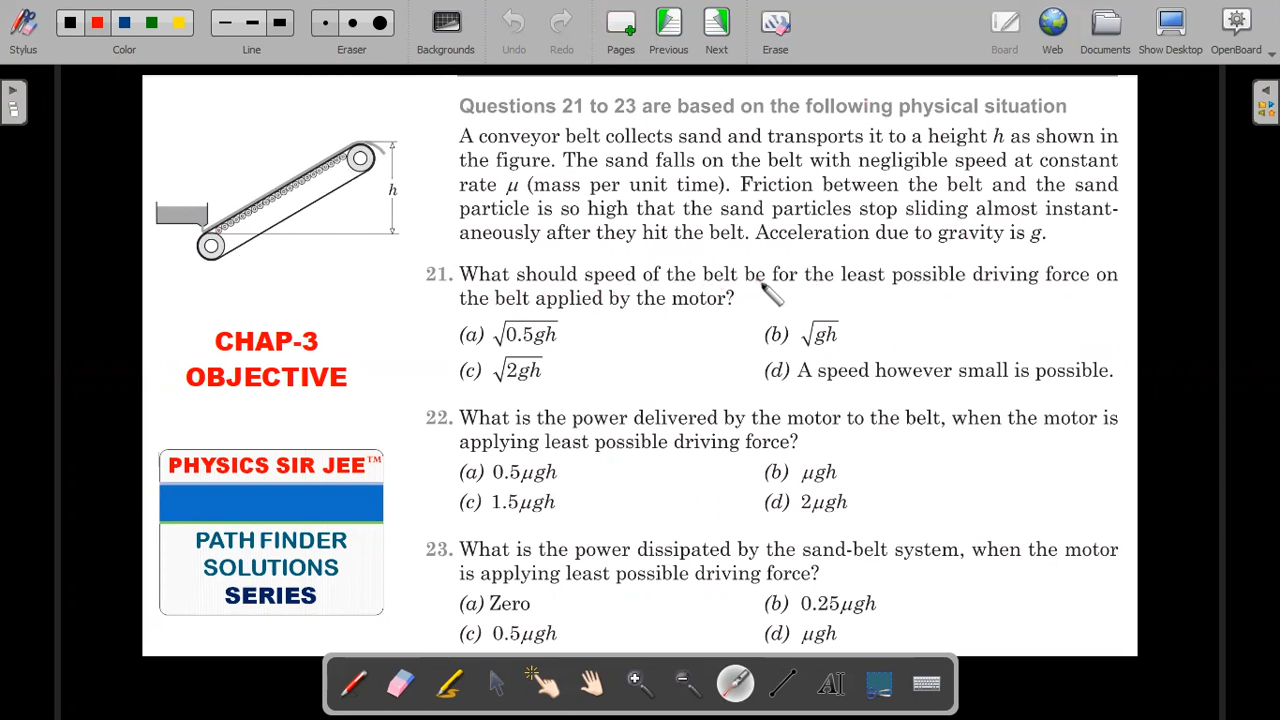 Stylus
Color
Line
Eraser
Backgrounds
Undo
Redo
Pages
Previous
Next
Erase
Board
Web
Documents
Show Desktop
OpenBoard
Questions 21 to 23 are based on the following physical situation
A conveyor belt collects sand and transports it to a height h as shown in
the figure. The sand falls on the belt with negligible speed at constant
rate μ (mass per unit time). Friction between the belt and the sand
particle is so high that the sand particles stop sliding almost instant-
aneously after they hit the belt. Acceleration due to gravity is g.
h
21. What should speed of the belt be for the least possible driving force on
the belt applied by the motor?
(a) √0.5gh (b) √gh
(c) √2gh (d) A speed however small is possible.
CHAP-3
OBJECTIVE
22. What is the power delivered by the motor to the belt, when the motor is
applying least possible driving force?
(a) 0.5μgh (b) μgh
(c) 1.5μgh (d) 2μgh
PHYSICS SIR JEE™
PATH FINDER
SOLUTIONS
SERIES
23. What is the power dissipated by the sand-belt system, when the motor
is applying least possible driving force?
(a) Zero (b) 0.25μgh
(c) 0.5μgh (d) μgh
AI